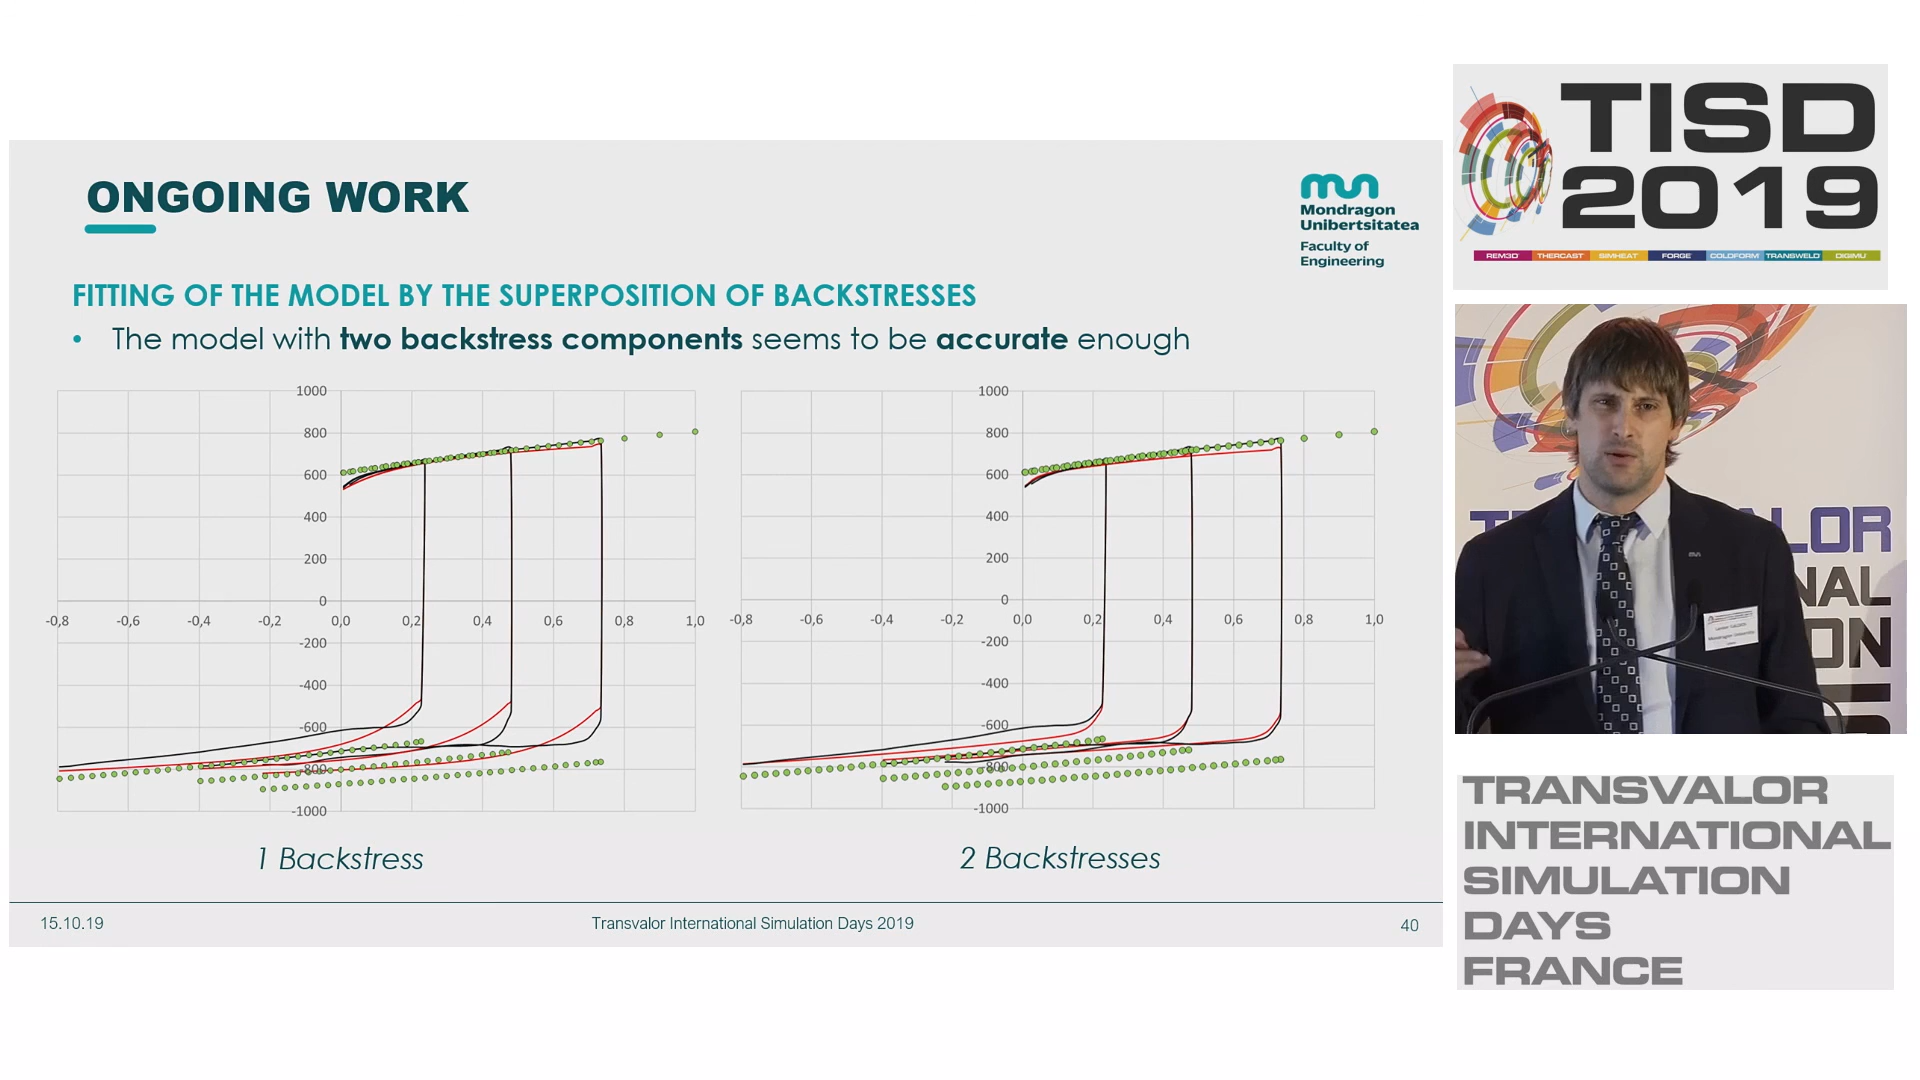 ONGOING WORK
mun
Mondragon
Unibertsitatea
Faculty of
Engineering
FITTING OF THE MODEL BY THE SUPERPOSITION OF BACKSTRESSES
• The model with two backstress components seems to be accurate enough
1000
800
600
400
200
0
-0,8 -0,6 -0,4 -0,2 0,0 0,2 0,4 0,6 0,8 1,0
-200
-400
-600
-800
-1000
1 Backstress
1000
800
600
400
200
0
-0,8 -0,6 -0,4 -0,2 0,0 0,2 0,4 0,6 0,8 1,0
-200
-400
-600
-800
-1000
2 Backstresses
15.10.19 Transvalor International Simulation Days 2019 40
TISD
2019
REM3D THERCAST SIMHEAT FORGE COLDFORM TRANSWELD DIGIMU
LOR
NAL
ON
Mondragon University
TRANSVALOR
INTERNATIONAL
SIMULATION
DAYS
FRANCE